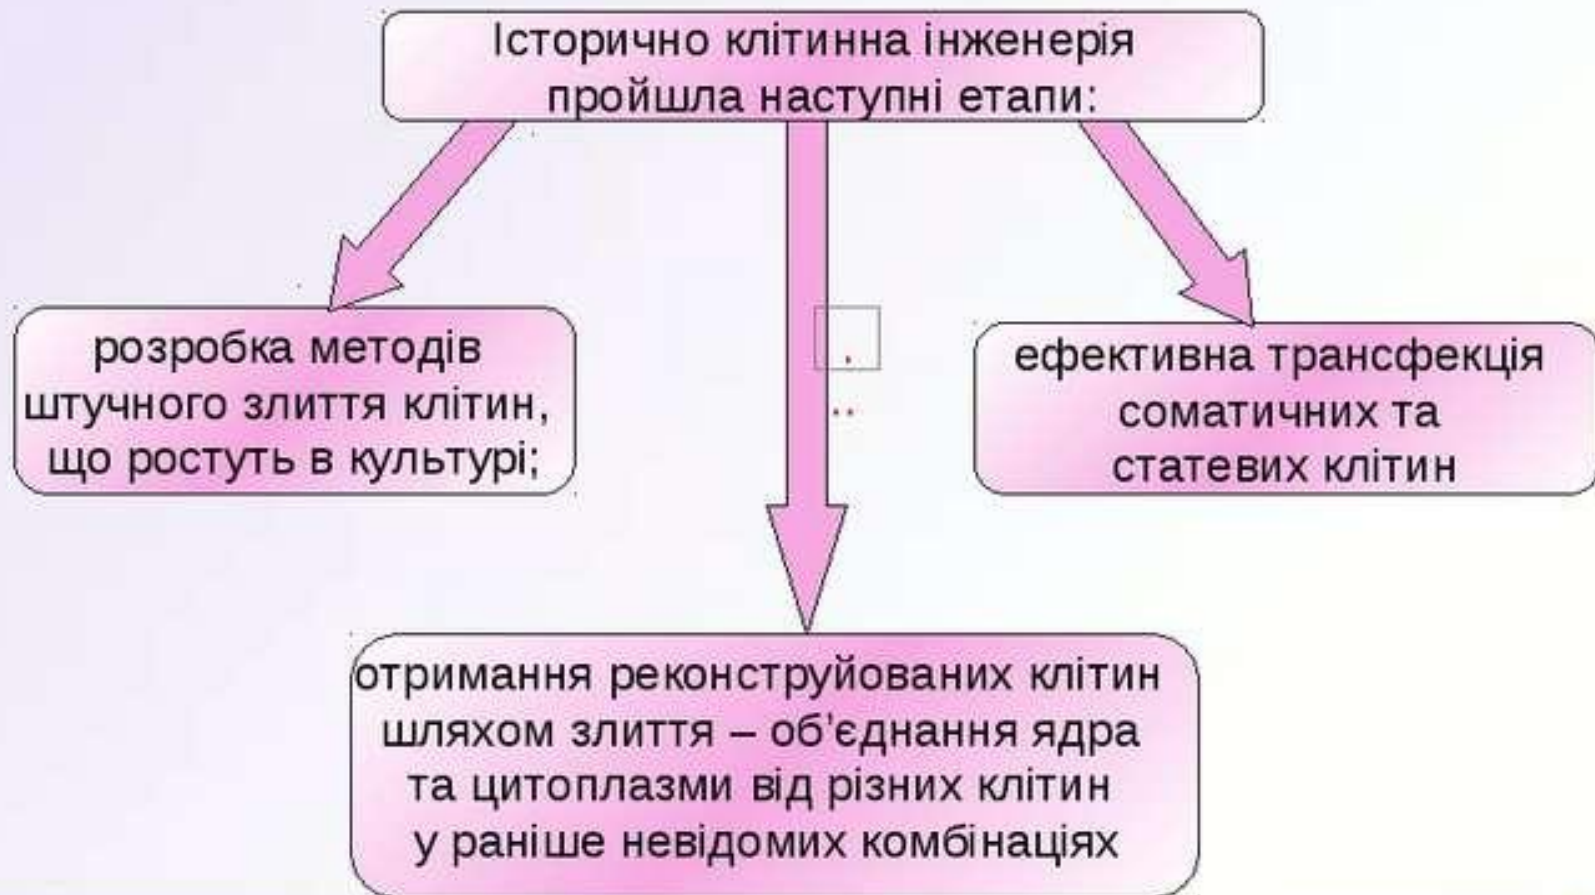 Історично клітинна інженерія
пройшла наступні етапи:
розробка методів
штучного злиття клітин,
що ростуть в культурі;
ефективна трансфекція
соматичних та
статевих клітин
отримання реконструйованих клітин
шляхом злиття – об’єднання ядра
та цитоплазми від різних клітин
у раніше невідомих комбінаціях